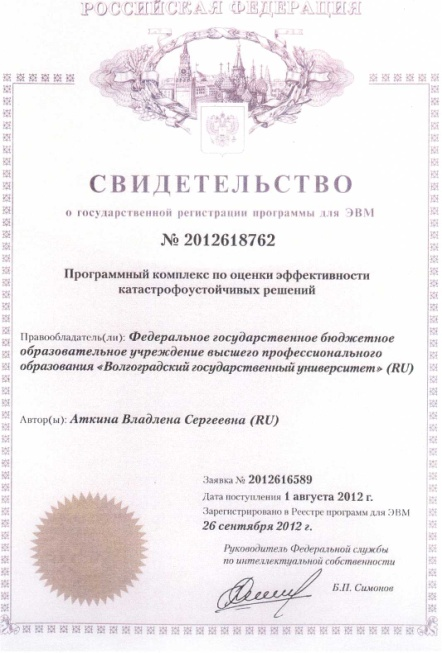 РОССИЙСКАЯ ФЕДЕРАЦИЯ
СВИДЕТЕЛЬСТВО
о государственной регистрации программы для ЭВМ
№ 2012618762
Программный комплекс по оценки эффективности
катастрофоустойчивых решений
Правообладатель(ли): Федеральное государственное бюджетное
образовательное учреждение высшего профессионального
образования «Волгоградский государственный университет» (RU)
Автор(ы): Аткина Владлена Сергеевна (RU)
Заявка № 2012616589
Дата поступления 1 августа 2012 г.
Зарегистрировано в Реестре программ для ЭВМ
26 сентября 2012 г.
Руководитель Федеральной службы
по интеллектуальной собственности
Б.П. Симонов